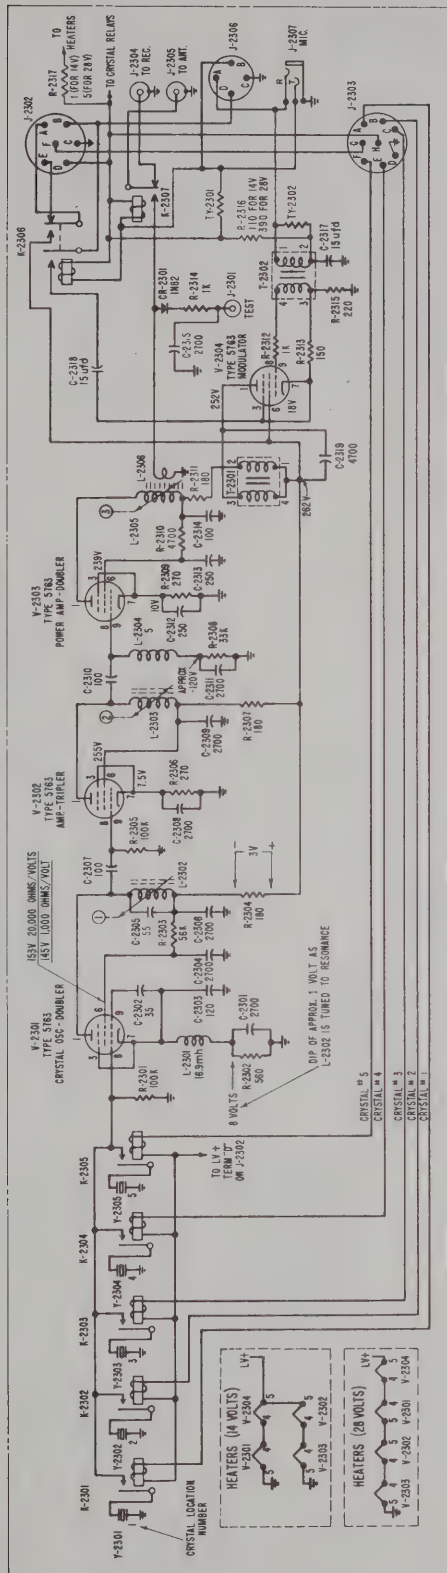 K-2301
K-2302
K-2303
K-2304
K-2305
Y-2301
1
Y-2302
2
Y-2303
3
Y-2304
4
Y-2305
5
CRYSTAL LOCATION
NUMBER
TO LV +
TERM "D"
ON J-2302
V-2301
TYPE 5763
CRYSTAL OSC-DOUBLER
153V 20,000 OHMS/VOLTS
145V 1,000 OHMS/VOLT
R-2301
100K
C-2302
35
C-2303
120
L-2301
16.9mh
C-2301
2700
R-2302
560
8 VOLTS
DIP OF APPROX. 1 VOLT AS
L-2302 IS TUNED TO RESONANCE
C-2305
55
R-2303
56K
C-2304
2700
C-2306
2700
L-2302
R-2304
180
3V
C-2307
100
R-2305
100K
V-2302
TYPE 5763
AMP-TRIPLER
255V
7.5V
R-2306
270
C-2308
2700
L-2303
C-2309
2700
R-2307
180
C-2310
100
L-2304
5
APPROX
-120V
C-2311
2700
R-2308
33K
V-2303
TYPE 5763
POWER AMP-DOUBLER
239V
10V
C-2312
250
R-2309
270
C-2313
250
R-2310
4700
C-2314
100
L-2305
L-2306
R-2311
180
T-2301
262V
C-2319
4700
252V
V-2304
TYPE 5763
MODULATOR
18V
R-2312
1K
R-2313
150
T-2302
R-2315
220
C-2317
15 ufd
C-2318
15 ufd
CR-2301
1N82
R-2314
1K
C-2315
2700
J-2301
TEST
K-2306
K-2307
TY-2301
R-2316
110 FOR 14V
390 FOR 28V
TY-2302
J-2302
R-2317
1 (FOR 14V)
5(FOR 28V)
TO
HEATERS
TO CRYSTAL RELAYS
J-2304
TO REC.
J-2305
TO ANT.
J-2306
J-2307
MIC.
J-2303
CRYSTAL # 5
CRYSTAL # 4
CRYSTAL # 3
CRYSTAL # 2
CRYSTAL # 1
HEATERS (14 VOLTS)
LV+
V-2301
V-2304
V-2303
V-2302
HEATERS (28 VOLTS)
LV+
V-2303
V-2302
V-2301
V-2304